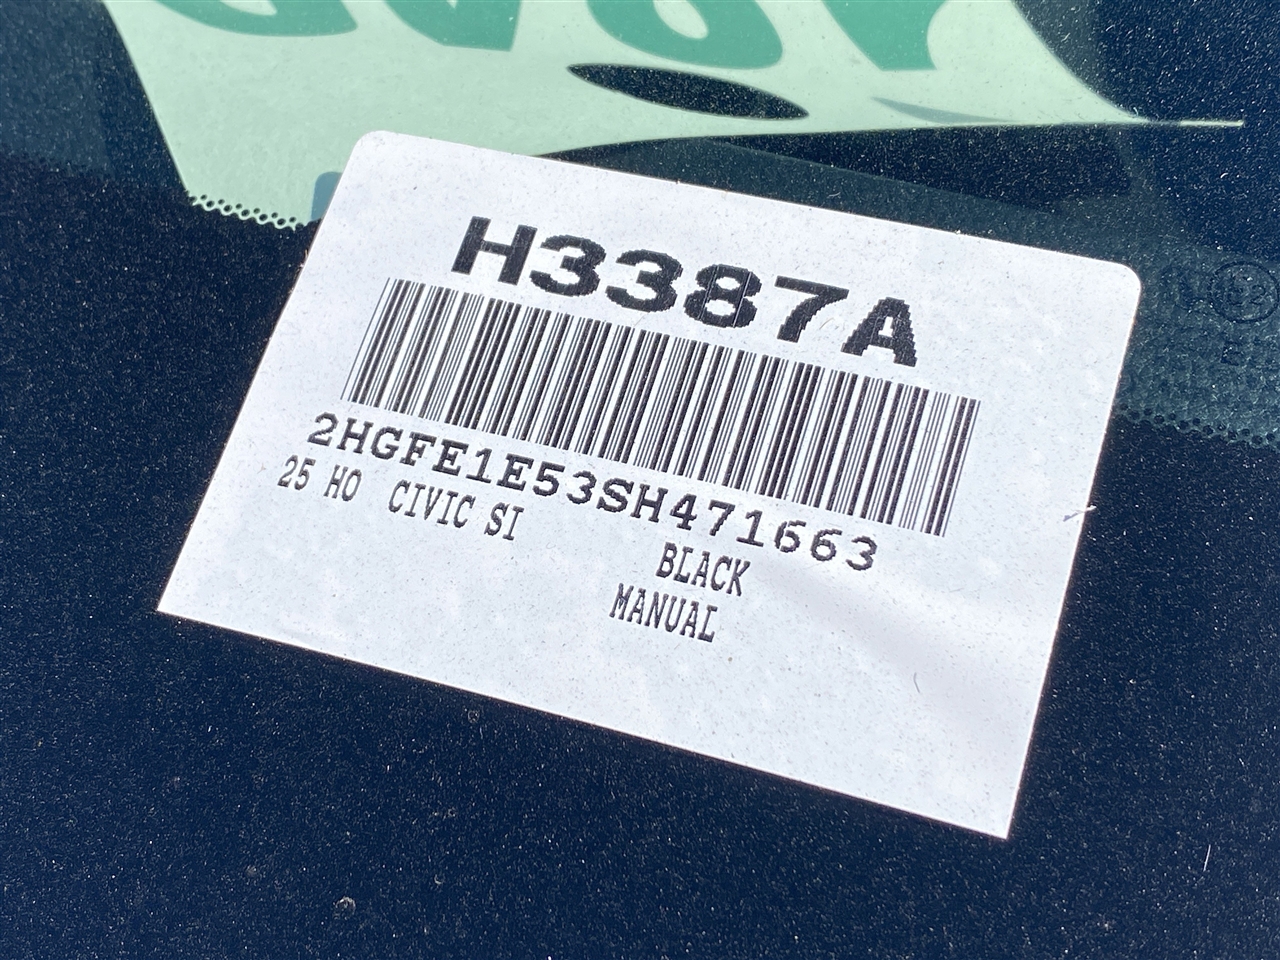 H3387A
2HGFE1E53SH471663
25 HO CIVIC SI
BLACK
MANUAL